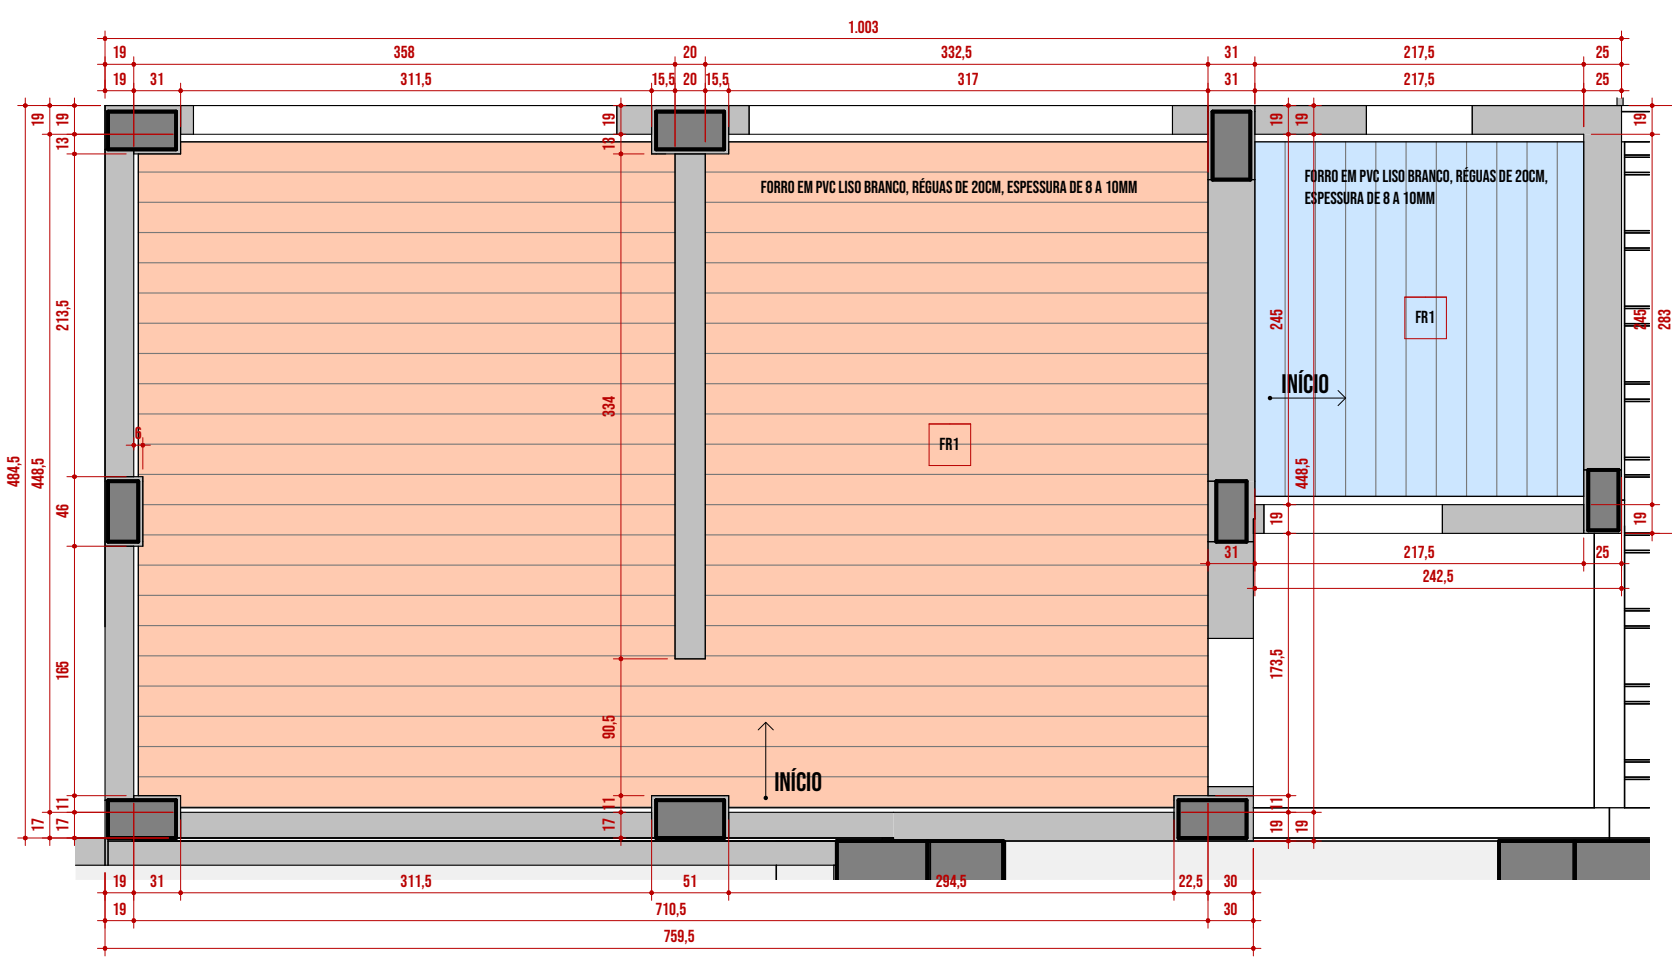 1.003
19 358 20 332,5 31 217,5 25
19 31 311,5 15,5 20 15,5 317 31 217,5 25
19 19 19 19 19 19
13 18
FORRO EM PVC LISO BRANCO, RÉGUAS DE 20CM, ESPESSURA DE 8 A 10MM
FORRO EM PVC LISO BRANCO, RÉGUAS DE 20CM,
ESPESSURA DE 8 A 10MM
213,5 245 FR1 245 283
INÍCIO
334
6 FR1
484,5 448,5 448,5
46 19 19
31 217,5 25
242,5
165 173,5
90,5
INÍCIO
11 11 11
17 17 17 19 19
19 31 311,5 51 294,5 22,5 30
19 710,5 30
759,5